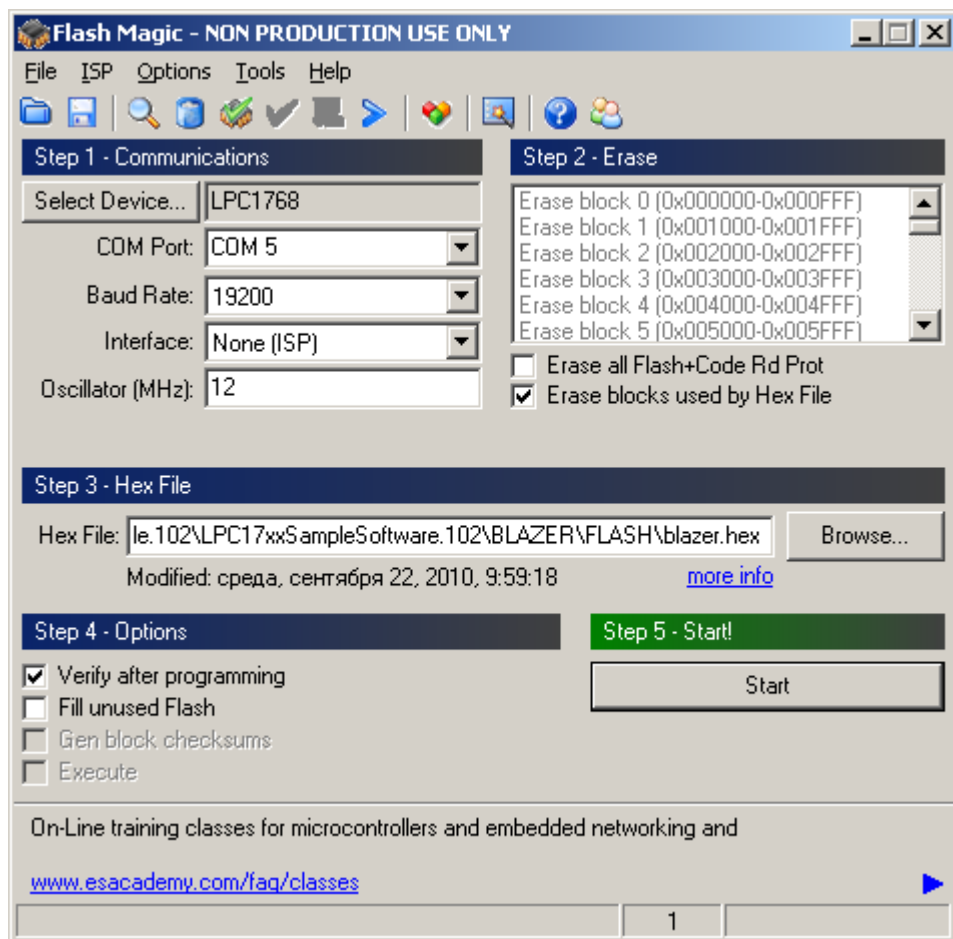 Flash Magic - NON PRODUCTION USE ONLY
File ISP Options Tools Help
Step 1 - Communications
Select Device... LPC1768
COM Port: COM 5
Baud Rate: 19200
Interface: None (ISP)
Oscillator (MHz): 12
Step 2 - Erase
Erase block 0 (0x000000-0x000FFF)
Erase block 1 (0x001000-0x001FFF)
Erase block 2 (0x002000-0x002FFF)
Erase block 3 (0x003000-0x003FFF)
Erase block 4 (0x004000-0x004FFF)
Erase block 5 (0x005000-0x005FFF)
Erase all Flash+Code Rd Prot
Erase blocks used by Hex File
Step 3 - Hex File
Hex File: le.102\LPC17xxSampleSoftware.102\BLAZER\FLASH\blazer.hex Browse...
Modified: среда, сентября 22, 2010, 9:59:18 more info
Step 4 - Options
Verify after programming
Fill unused Flash
Gen block checksums
Execute
Step 5 - Start!
Start
On-Line training classes for microcontrollers and embedded networking and
www.esacademy.com/faq/classes
1